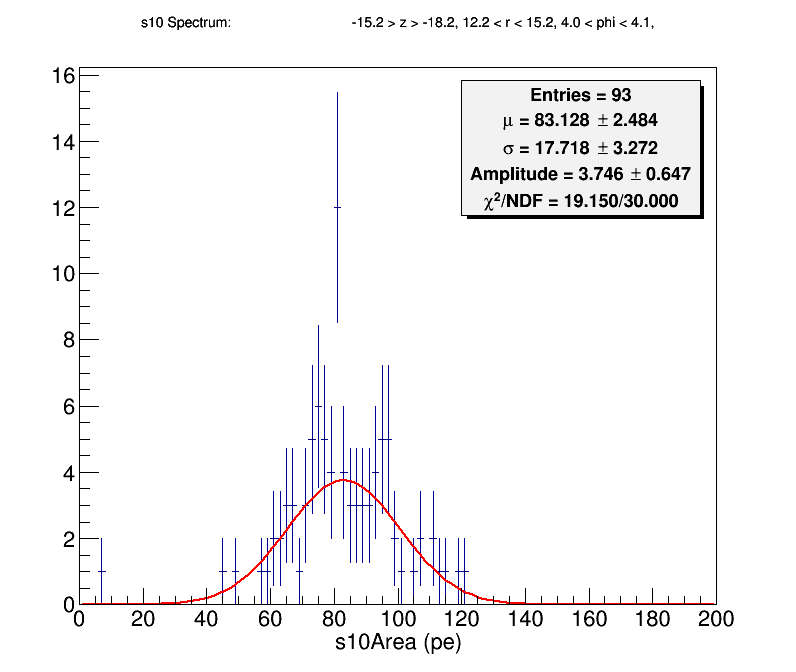 s10 Spectrum: -15.2 > z > -18.2, 12.2 < r < 15.2, 4.0 < phi < 4.1,
Entries = 93
μ = 83.128 ± 2.484
σ = 17.718 ± 3.272
Amplitude = 3.746 ± 0.647
χ²/NDF = 19.150/30.000
16
14
12
10
8
6
4
2
0
0 20 40 60 80 100 120 140 160 180 200
s10Area (pe)